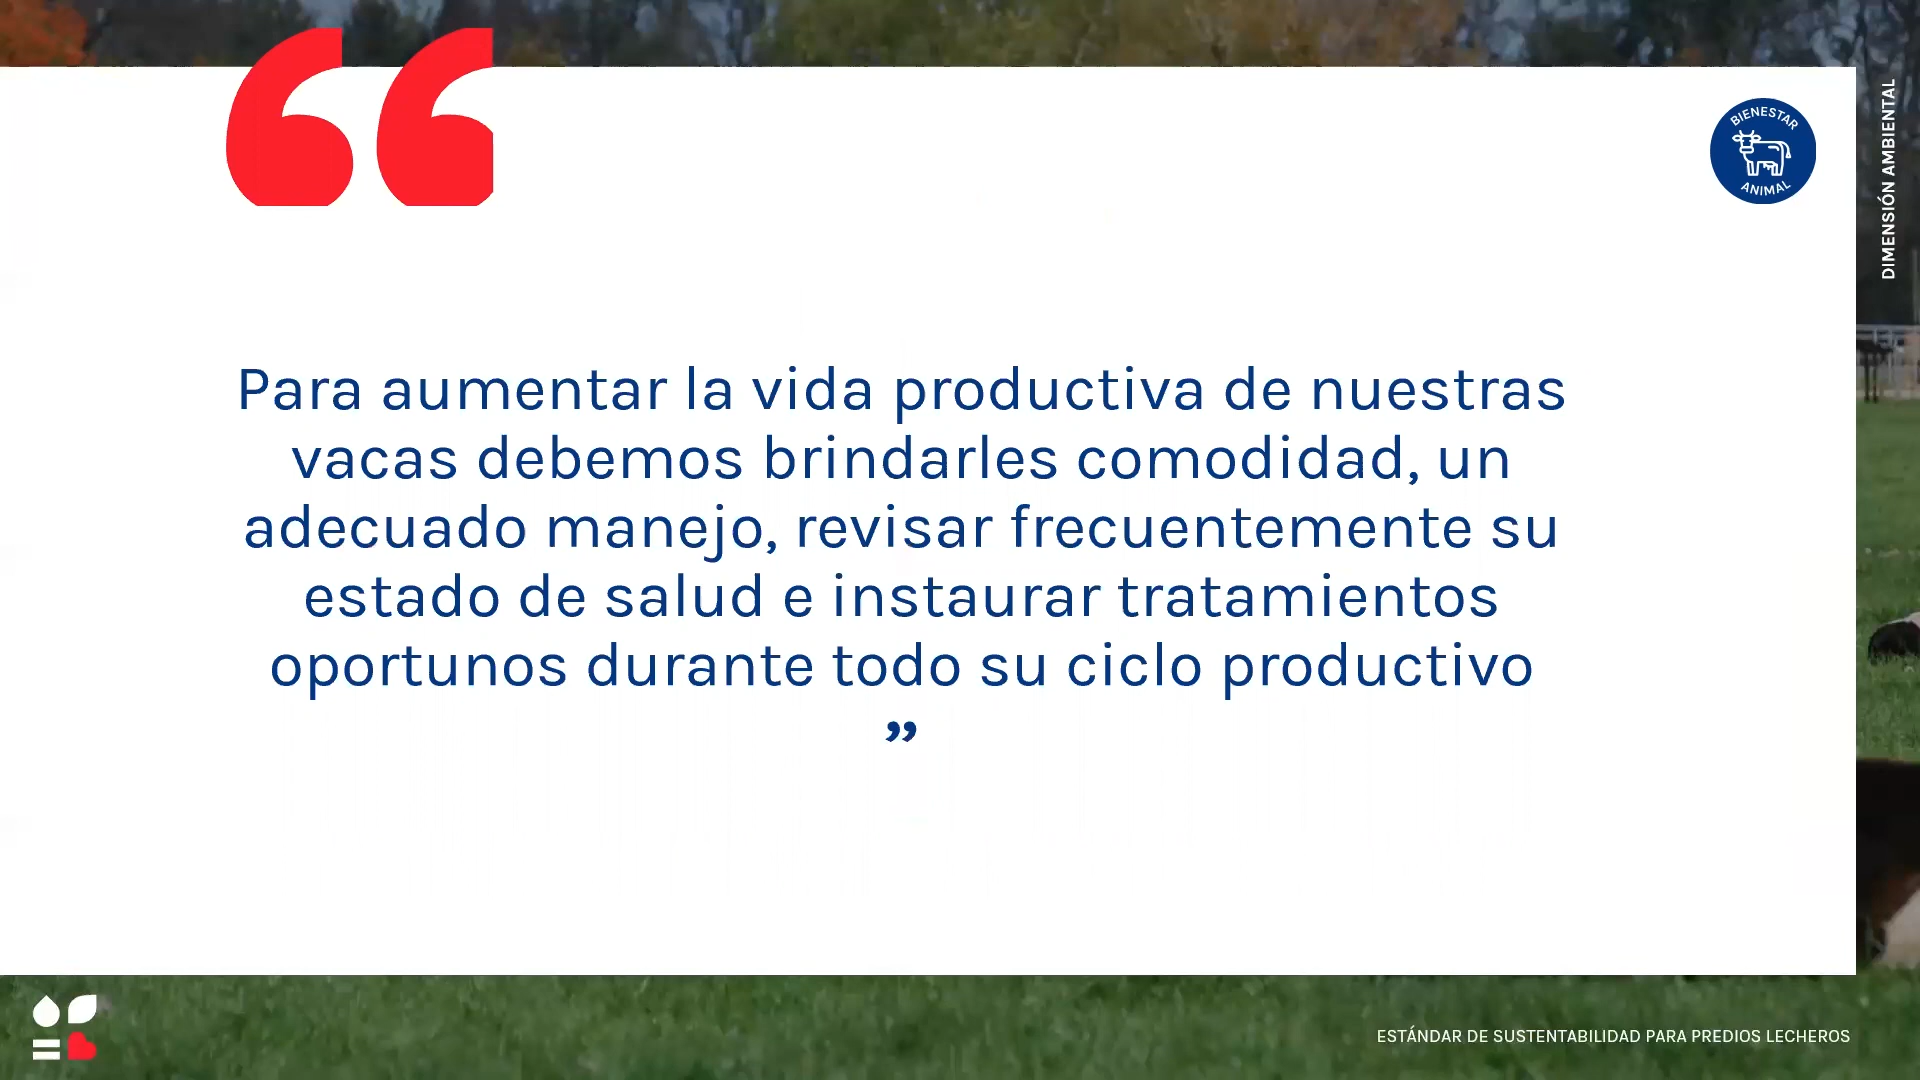 “
BIENESTAR
ANIMAL
DIMENSIÓN AMBIENTAL
Para aumentar la vida productiva de nuestras
vacas debemos brindarles comodidad, un
adecuado manejo, revisar frecuentemente su
estado de salud e instaurar tratamientos
oportunos durante todo su ciclo productivo
”
ESTÁNDAR DE SUSTENTABILIDAD PARA PREDIOS LECHEROS